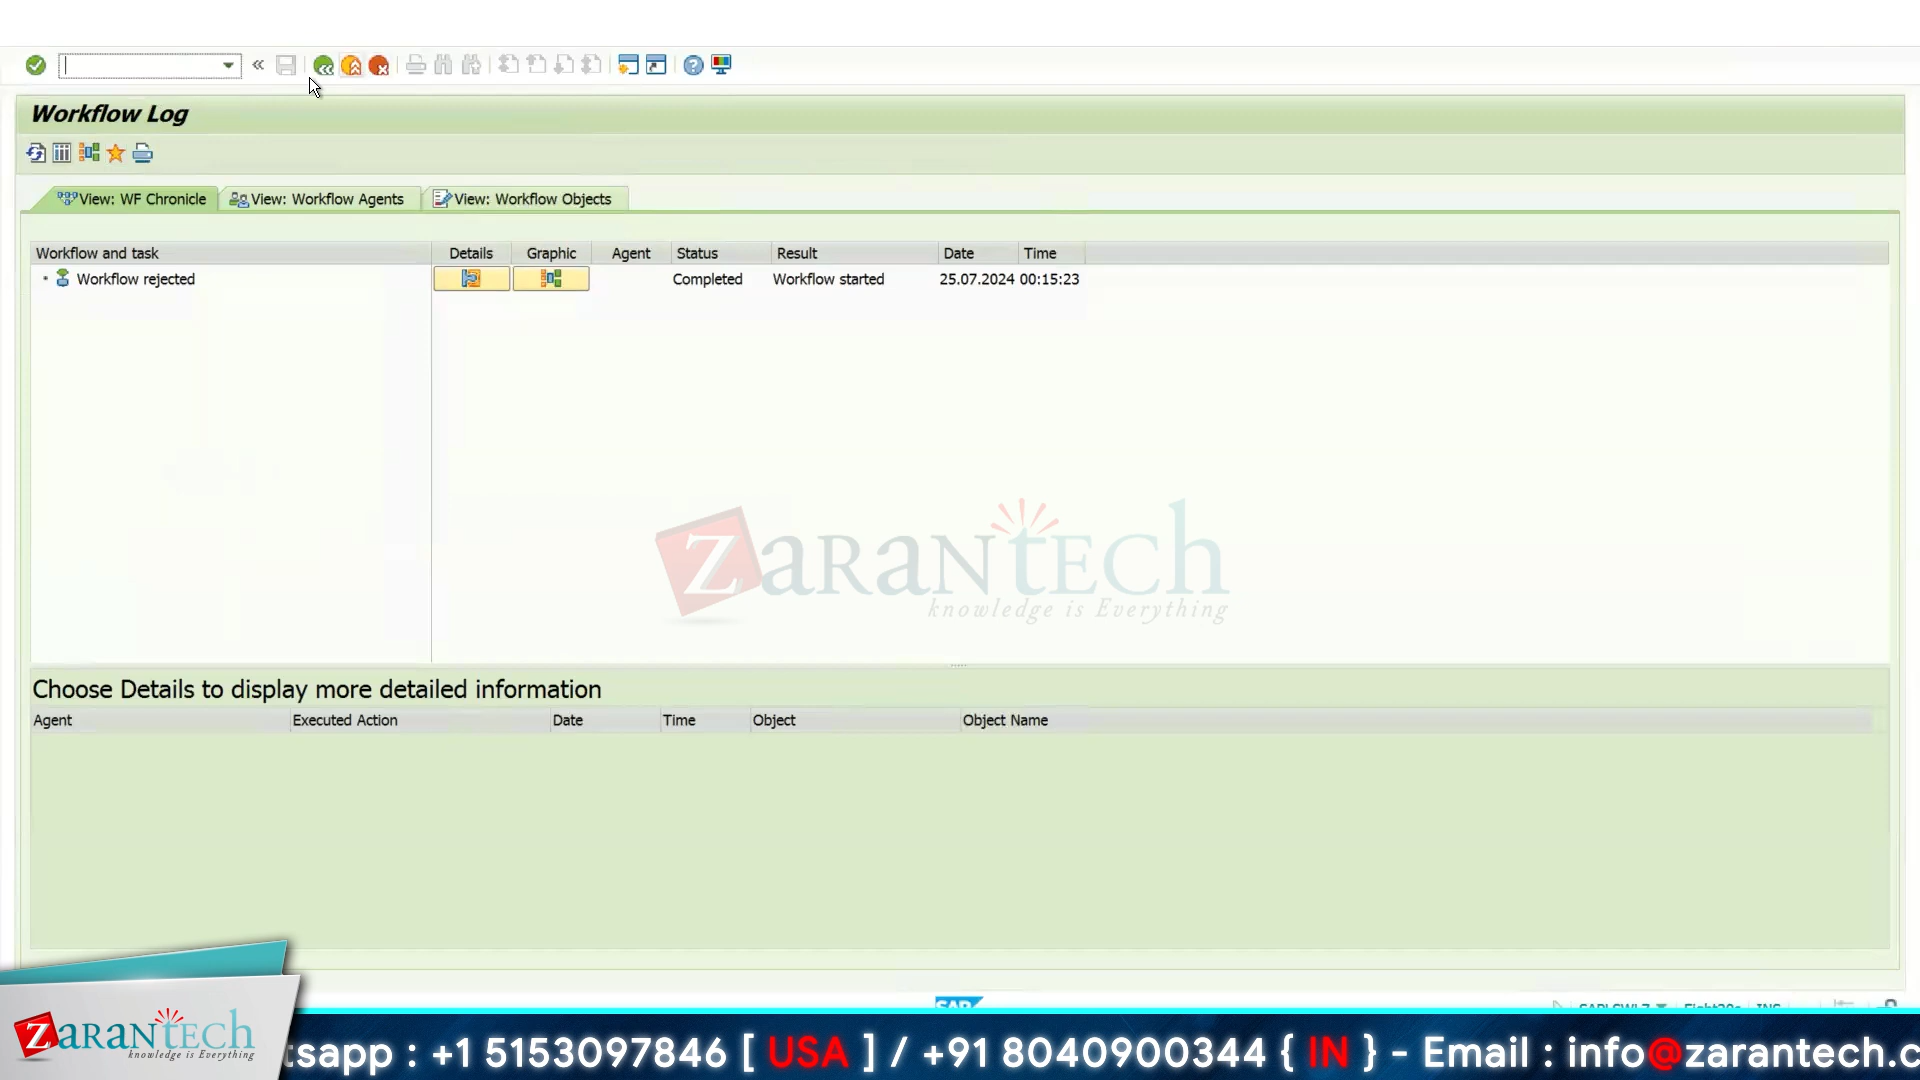 Workflow Log
View: WF Chronicle View: Workflow Agents View: Workflow Objects
Workflow and task Details Graphic Agent Status Result Date Time
Workflow rejected Completed Workflow started 25.07.2024 00:15:23
ZARANTECH
knowledge is Everything
Choose Details to display more detailed information
Agent Executed Action Date Time Object Object Name
SAP
ZARANTECH
knowledge is Everything
tsapp : +1 5153097846 [ USA ] / +91 8040900344 { IN } - Email : info@zarantech.c